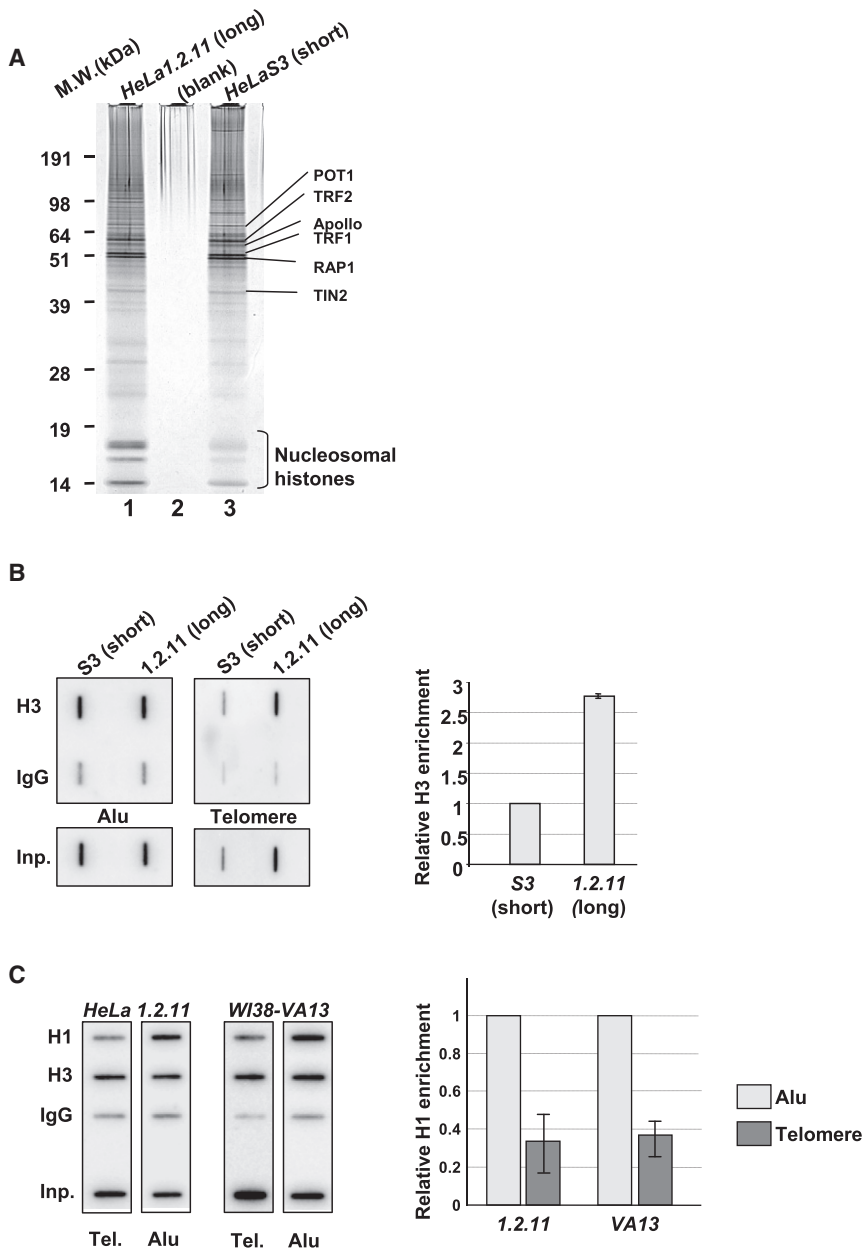 A
M.W.(kDa)
HeLa1.2.11 (long)
(blank)
HeLaS3 (short)
191
98
64
51
39
28
19
14
POT1
TRF2
Apollo
TRF1
RAP1
TIN2
Nucleosomal
histones
1 2 3
B
S3 (short)
1.2.11 (long)
S3 (short)
1.2.11 (long)
H3
IgG
Alu
Telomere
Inp.
Relative H3 enrichment
3
2.5
2
1.5
1
0.5
0
S3
(short)
1.2.11
(long)
C
HeLa 1.2.11
WI38-VA13
H1
H3
IgG
Inp.
Tel. Alu
Tel. Alu
Relative H1 enrichment
1
0.8
0.6
0.4
0.2
0
1.2.11
VA13
Alu
Telomere